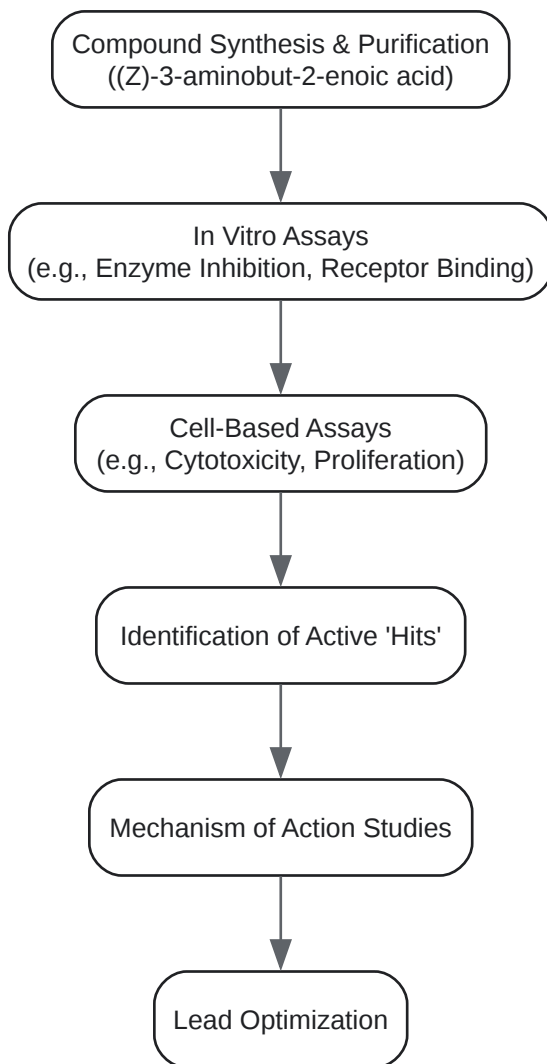 Compound Synthesis & Purification
((Z)-3-aminobut-2-enoic acid)
In Vitro Assays
(e.g., Enzyme Inhibition, Receptor Binding)
Cell-Based Assays
(e.g., Cytotoxicity, Proliferation)
Identification of Active 'Hits'
Mechanism of Action Studies
Lead Optimization